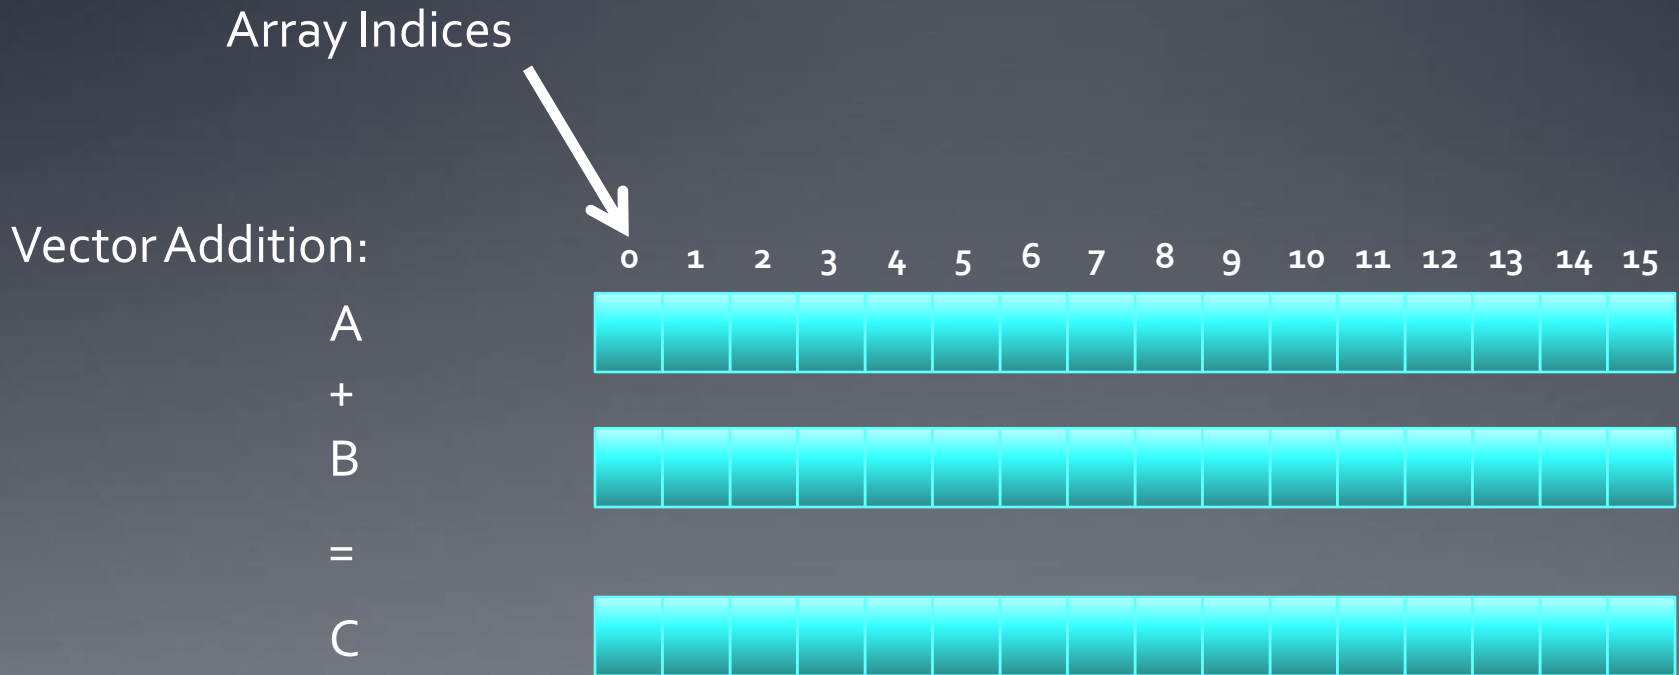 Array Indices
Vector Addition:
0 1 2 3 4 5 6 7 8 9 10 11 12 13 14 15
A
+
B
=
C